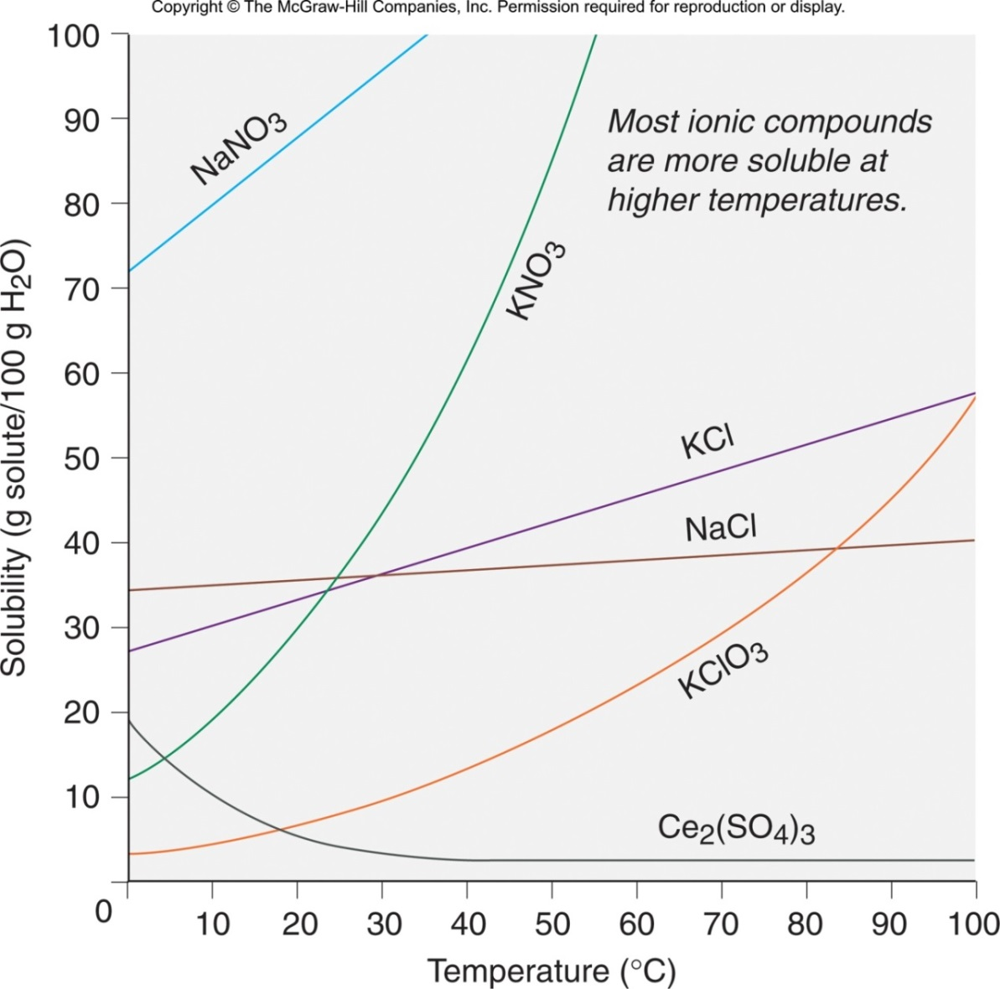 Copyright © The McGraw-Hill Companies, Inc. Permission required for reproduction or display.
100
90
80
70
60
50
40
30
20
10
0
Solubility (g solute/100 g H₂O)
NaNO₃
KNO₃
Most ionic compounds
are more soluble at
higher temperatures.
KCl
NaCl
KClO₃
Ce₂(SO₄)₃
10 20 30 40 50 60 70 80 90 100
Temperature (°C)